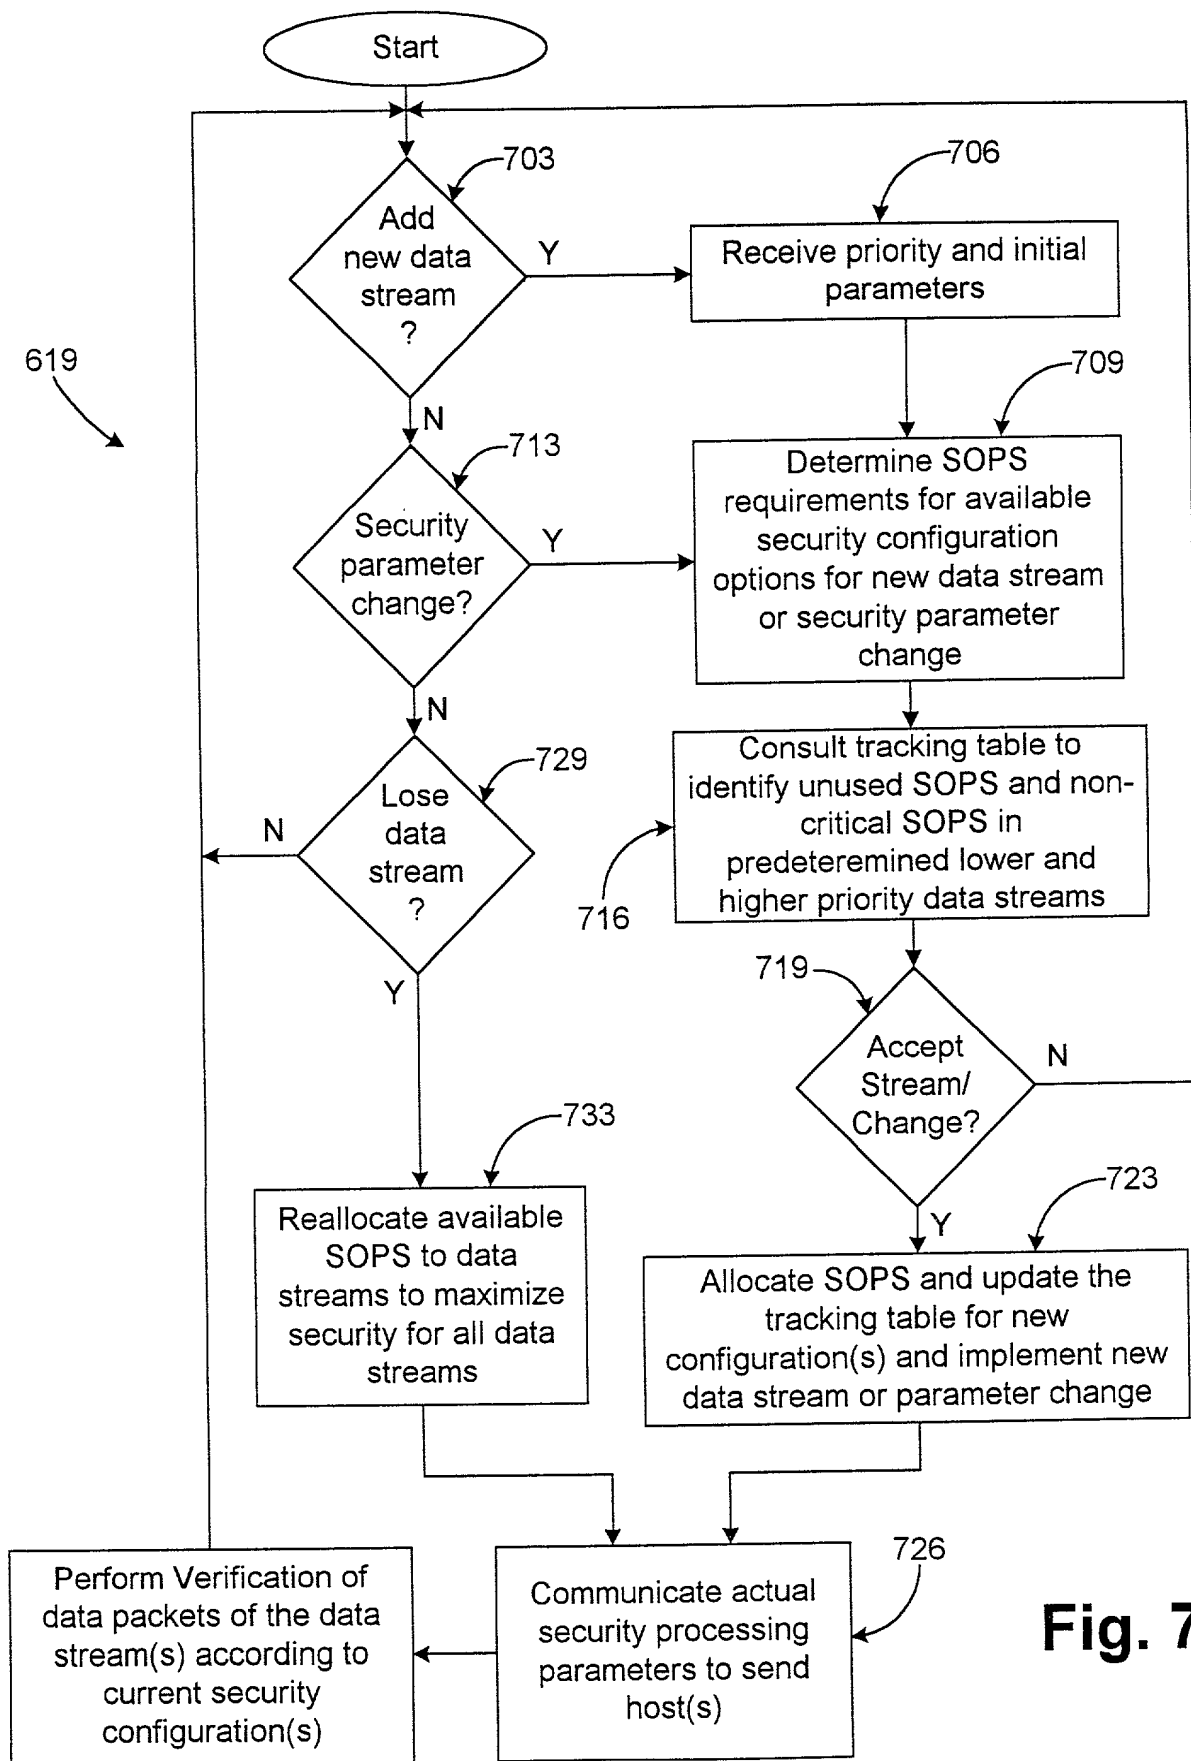 Start
703
Add
new data
stream
?
Y
706
Receive priority and initial
parameters
619
N
709
713
Security
parameter
change?
Y
Determine SOPS
requirements for available
security configuration
options for new data stream
or security parameter
change
N
729
Lose
data
stream
?
N
Consult tracking table to
identify unused SOPS and non-
critical SOPS in
predeteremined lower and
higher priority data streams
716
Y
719
Accept
Stream/
Change?
N
733
Y
723
Reallocate available
SOPS to data
streams to maximize
security for all data
streams
Allocate SOPS and update the
tracking table for new
configuration(s) and implement new
data stream or parameter change
726
Perform Verification of
data packets of the data
stream(s) according to
current security
configuration(s)
Communicate actual
security processing
parameters to send
host(s)
Fig. 7